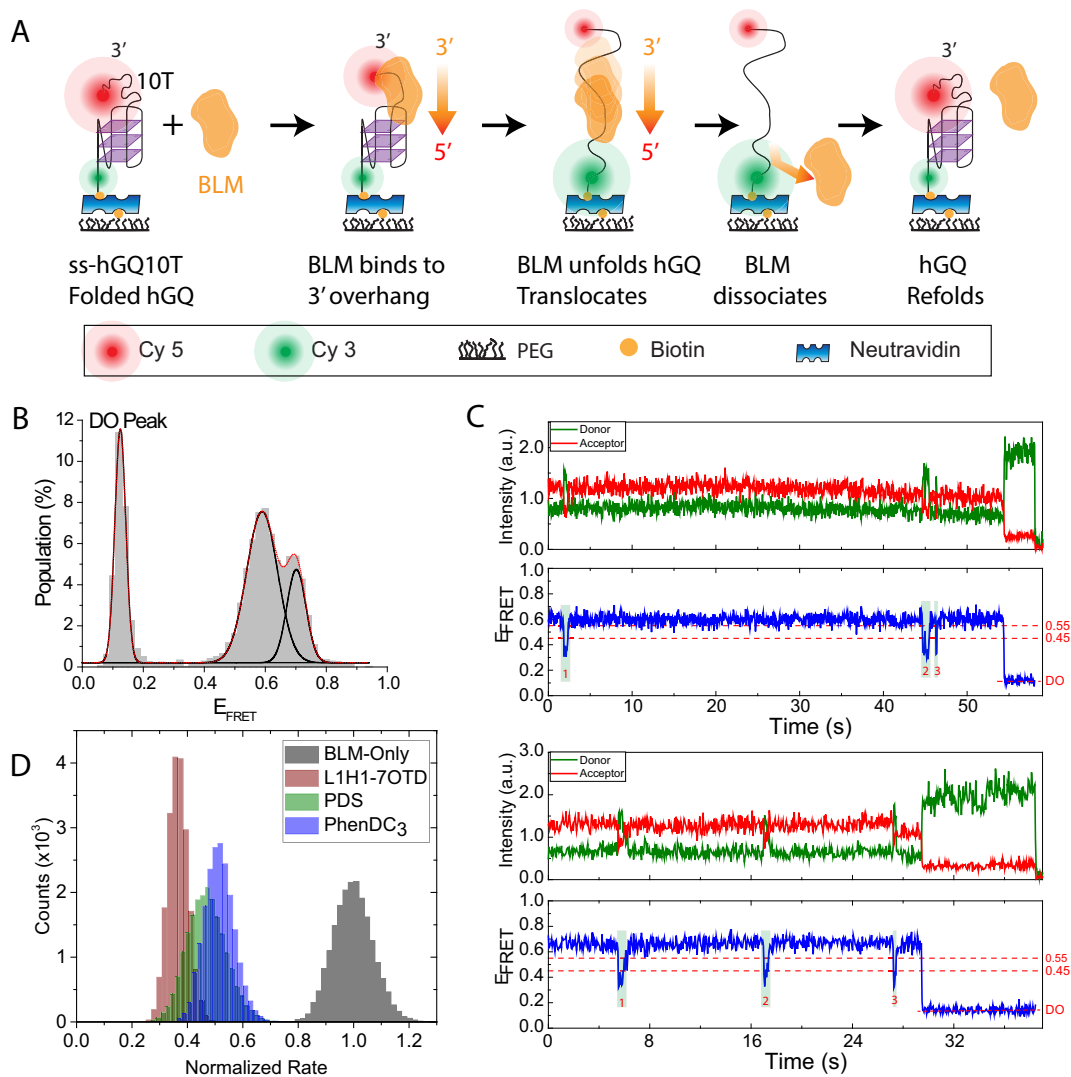 A
3′
10T
+
BLM
3′
3′
5′
3′
5′
3′
ss-hGQ10T
Folded hGQ
BLM binds to
3′ overhang
BLM unfolds hGQ
Translocates
BLM
dissociates
hGQ
Refolds
Cy 5
Cy 3
PEG
Biotin
Neutravidin
B
DO Peak
12
10
8
6
4
2
0
Population (%)
0.0 0.2 0.4 0.6 0.8 1.0
E_FRET
C
Donor
Acceptor
2.0
1.0
0.0
Intensity (a.u.)
1.0
0.8
0.6
0.4
0.2
0.0
E_FRET
0.55
0.45
DO
1 2 3
0 10 20 30 40 50
Time (s)
Donor
Acceptor
3.0
2.0
1.0
0.0
Intensity (a.u.)
1.0
0.8
0.6
0.4
0.2
0.0
E_FRET
0.55
0.45
DO
1 2 3
0 6 12 18 24 32 36
Time (s)
D
BLM-Only
L1H1-7OTD
PDS
PhenDC₃
4
3
2
1
0
Counts (x10³)
0.0 0.2 0.4 0.6 0.8 1.0 1.2
Normalized Rate